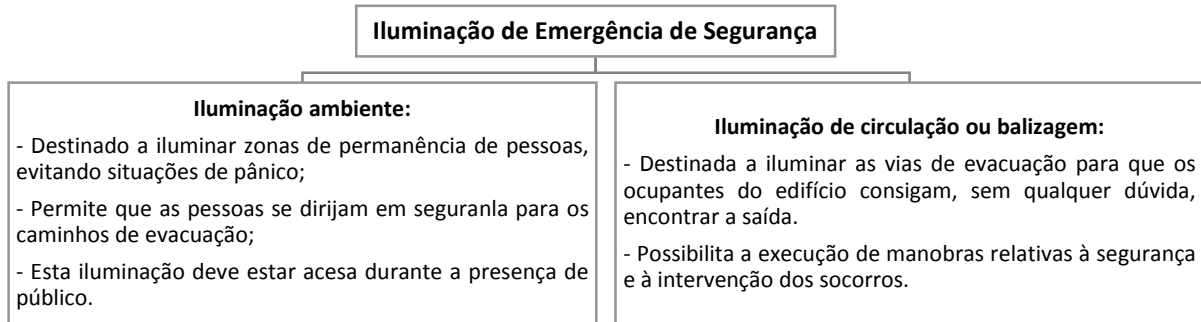 Iluminação de Emergência de Segurança
Iluminação ambiente:
- Destinado a iluminar zonas de permanência de pessoas,
evitando situações de pânico;
- Permite que as pessoas se dirijam em seguranla para os
caminhos de evacuação;
- Esta iluminação deve estar acesa durante a presença de
público.
Iluminação de circulação ou balizagem:
- Destinada a iluminar as vias de evacuação para que os
ocupantes do edifício consigam, sem qualquer dúvida,
encontrar a saída.
- Possibilita a execução de manobras relativas à segurança
e à intervenção dos socorros.